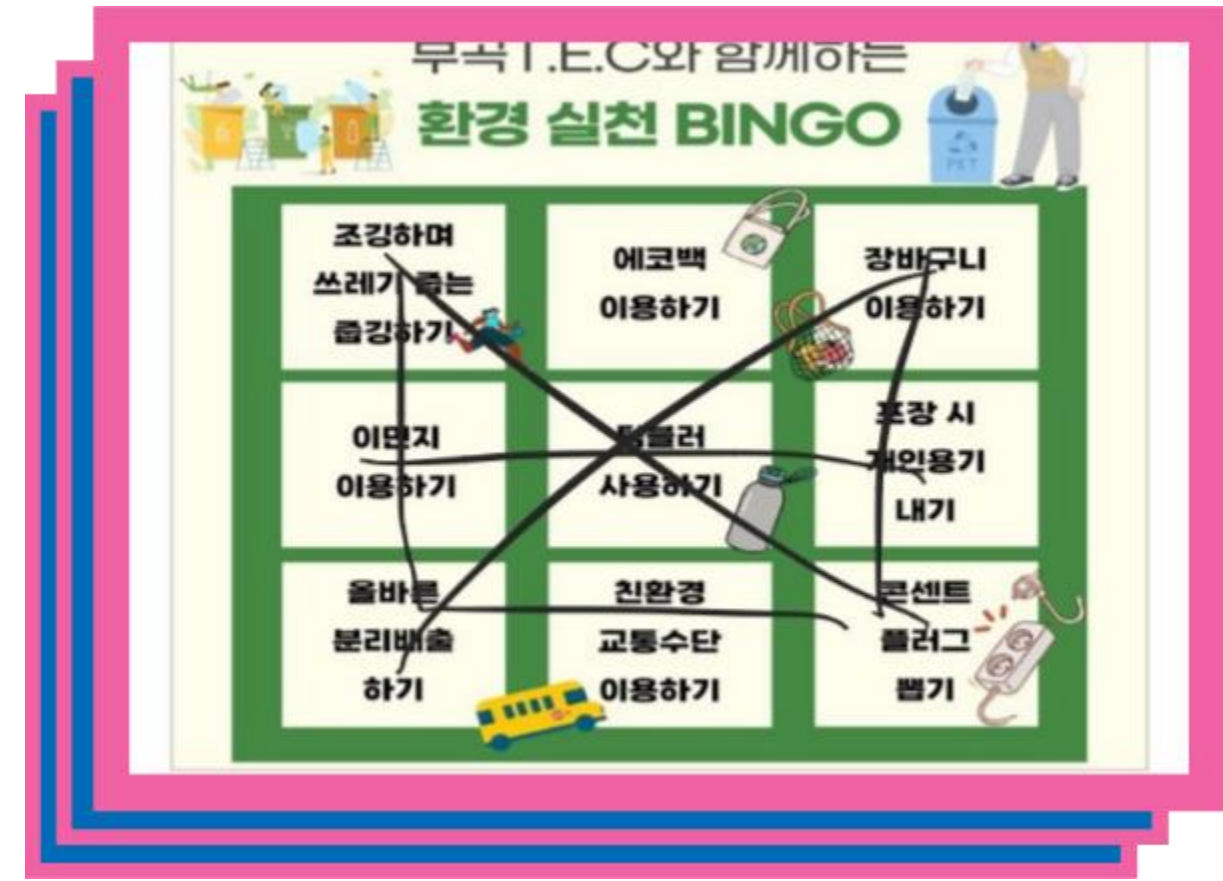 부곡T.E.C와 함께하는
환경 실천 BINGO
PET
조깅하며
쓰레기 줍는
줍깅하기
에코백
이용하기
장바구니
이용하기
이면지
이용하기
텀블러
사용하기
포장 시
개인용기
내기
올바른
분리배출
하기
친환경
교통수단
이용하기
콘센트
플러그
뽑기